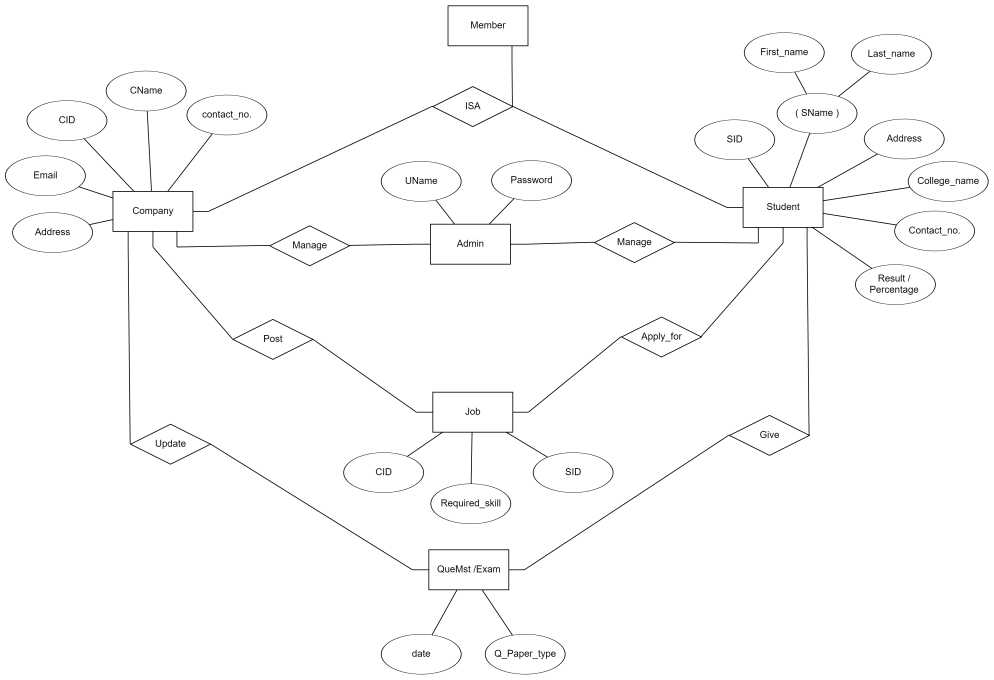 Member
First_name
Last_name
CName
ISA
contact_no.
( SName )
CID
SID
Address
Email
UName
Password
College_name
Company
Student
Address
Contact_no.
Manage
Admin
Manage
Result /
Percentage
Post
Apply_for
Job
Update
Give
CID
SID
Required_skill
QueMst /Exam
date
Q_Paper_type